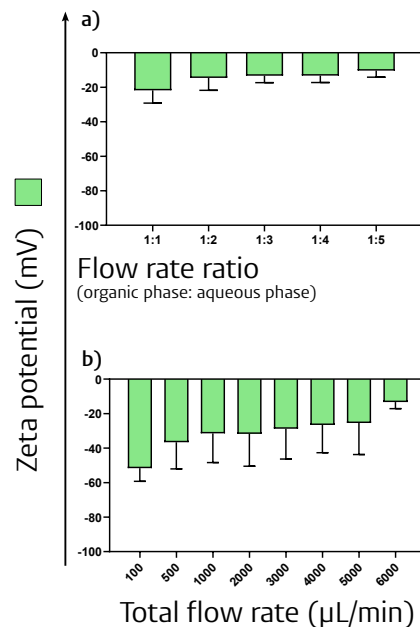 Zeta potential (mV)
a)
0
-20
-40
-60
-80
-100
1:1 1:2 1:3 1:4 1:5
Flow rate ratio
(organic phase: aqueous phase)
b)
0
-20
-40
-60
-80
-100
100 500 1000 2000 3000 4000 5000 6000
Total flow rate (µL/min)